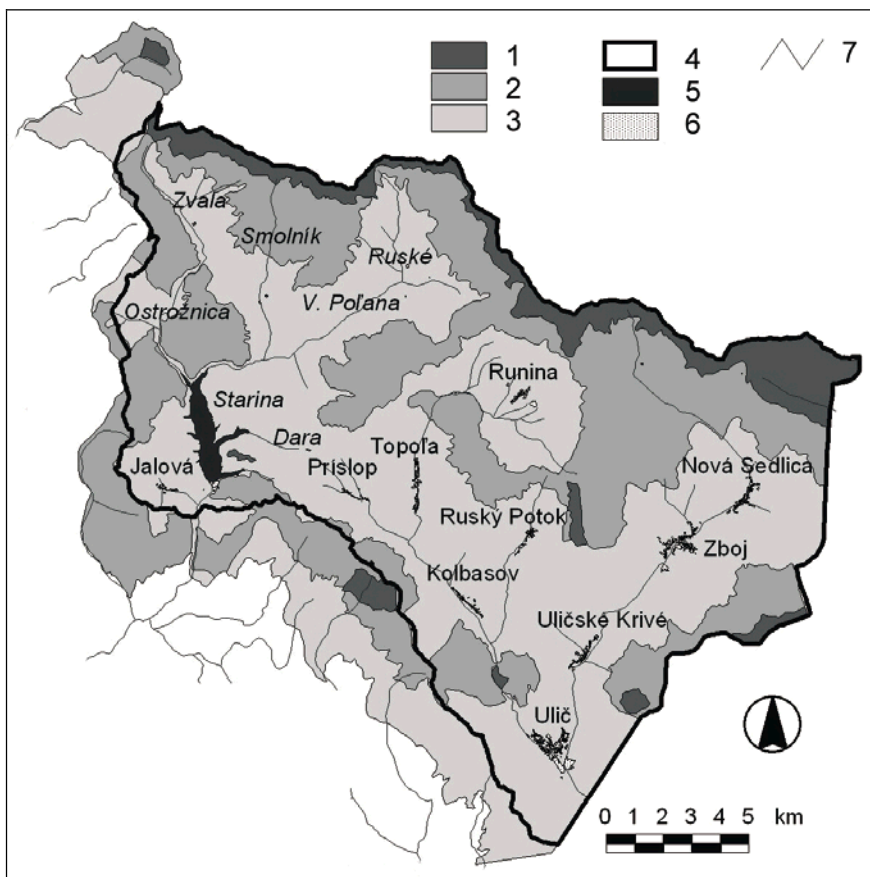 1
4
7
2
5
3
6
Zvala
Smolník
Ruské
V. Poľana
Ostrožnica
Runina
Starina
Dara
Topoľa
Jalová
Príslop
Nová Sedlica
Ruský Potok
Zboj
Kolbasov
Uličské Krivé
Ulič
0 1 2 3 4 5 km